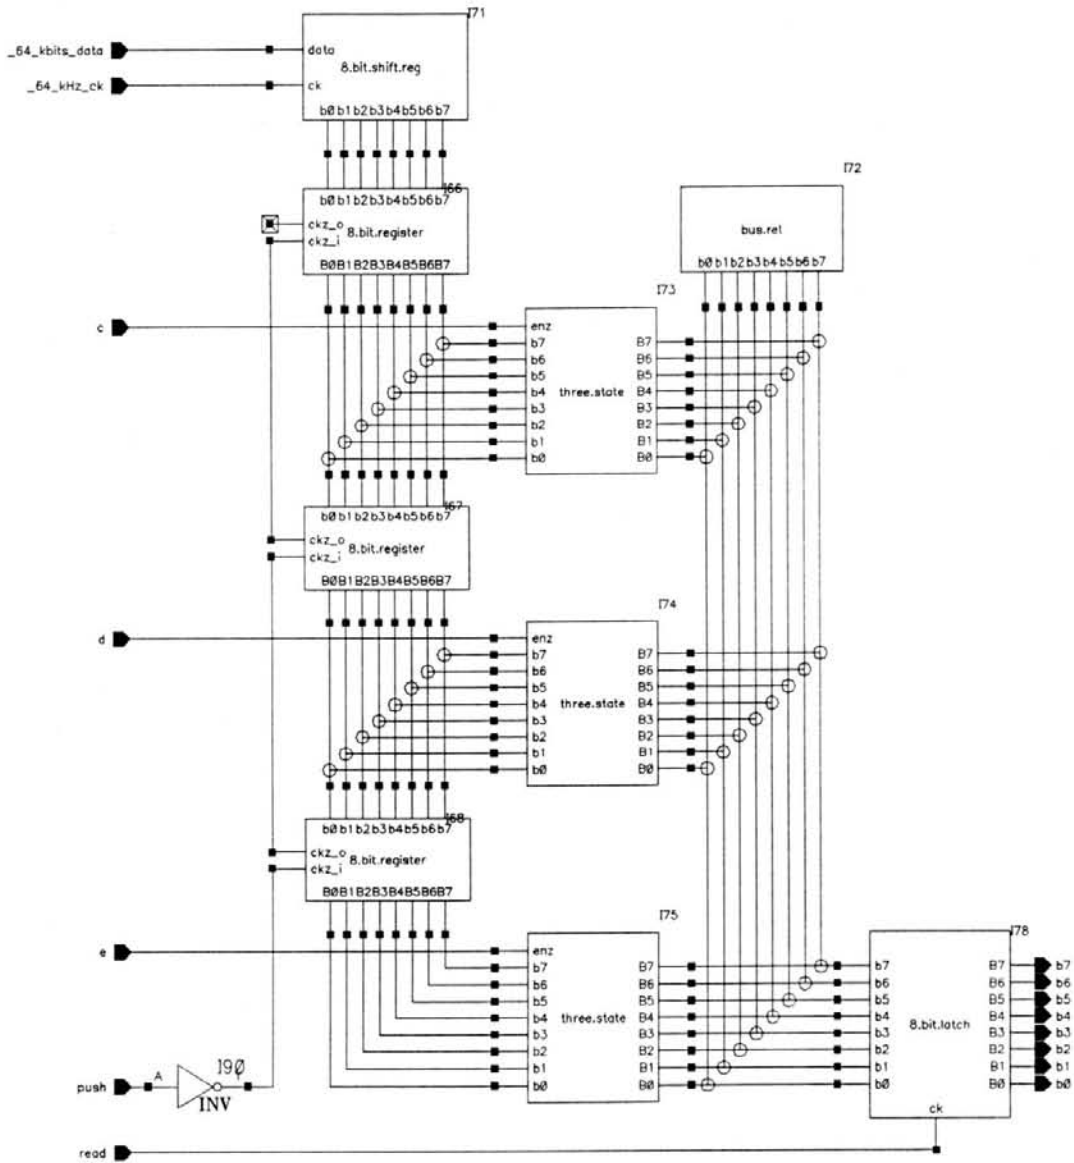 I71
_64_kbits_data
data
8.bit.shift.reg
_64_kHz_ck
ck
b0 b1 b2 b3 b4 b5 b6 b7
I66
b0 b1 b2 b3 b4 b5 b6 b7
ckz_o
8.bit.register
ckz_i
B0 B1 B2 B3 B4 B5 B6 B7
I72
bus.rel
b0 b1 b2 b3 b4 b5 b6 b7
I73
c
enz
b7 B7
b6 B6
b5 B5
b4 three.state B4
b3 B3
b2 B2
b1 B1
b0 B0
I67
b0 b1 b2 b3 b4 b5 b6 b7
ckz_o
8.bit.register
ckz_i
B0 B1 B2 B3 B4 B5 B6 B7
I74
d
enz
b7 B7
b6 B6
b5 B5
b4 three.state B4
b3 B3
b2 B2
b1 B1
b0 B0
I68
b0 b1 b2 b3 b4 b5 b6 b7
ckz_o
8.bit.register
ckz_i
B0 B1 B2 B3 B4 B5 B6 B7
I75
e
enz
b7 B7
b6 B6
b5 B5
b4 three.state B4
b3 B3
b2 B2
b1 B1
b0 B0
I78
b7 B7 b7
b6 B6 b6
b5 B5 b5
b4 B4 b4
b3 8.bit.latch B3 b3
b2 B2 b2
b1 B1 b1
b0 B0 b0
ck
push
A
I90
Y
INV
read